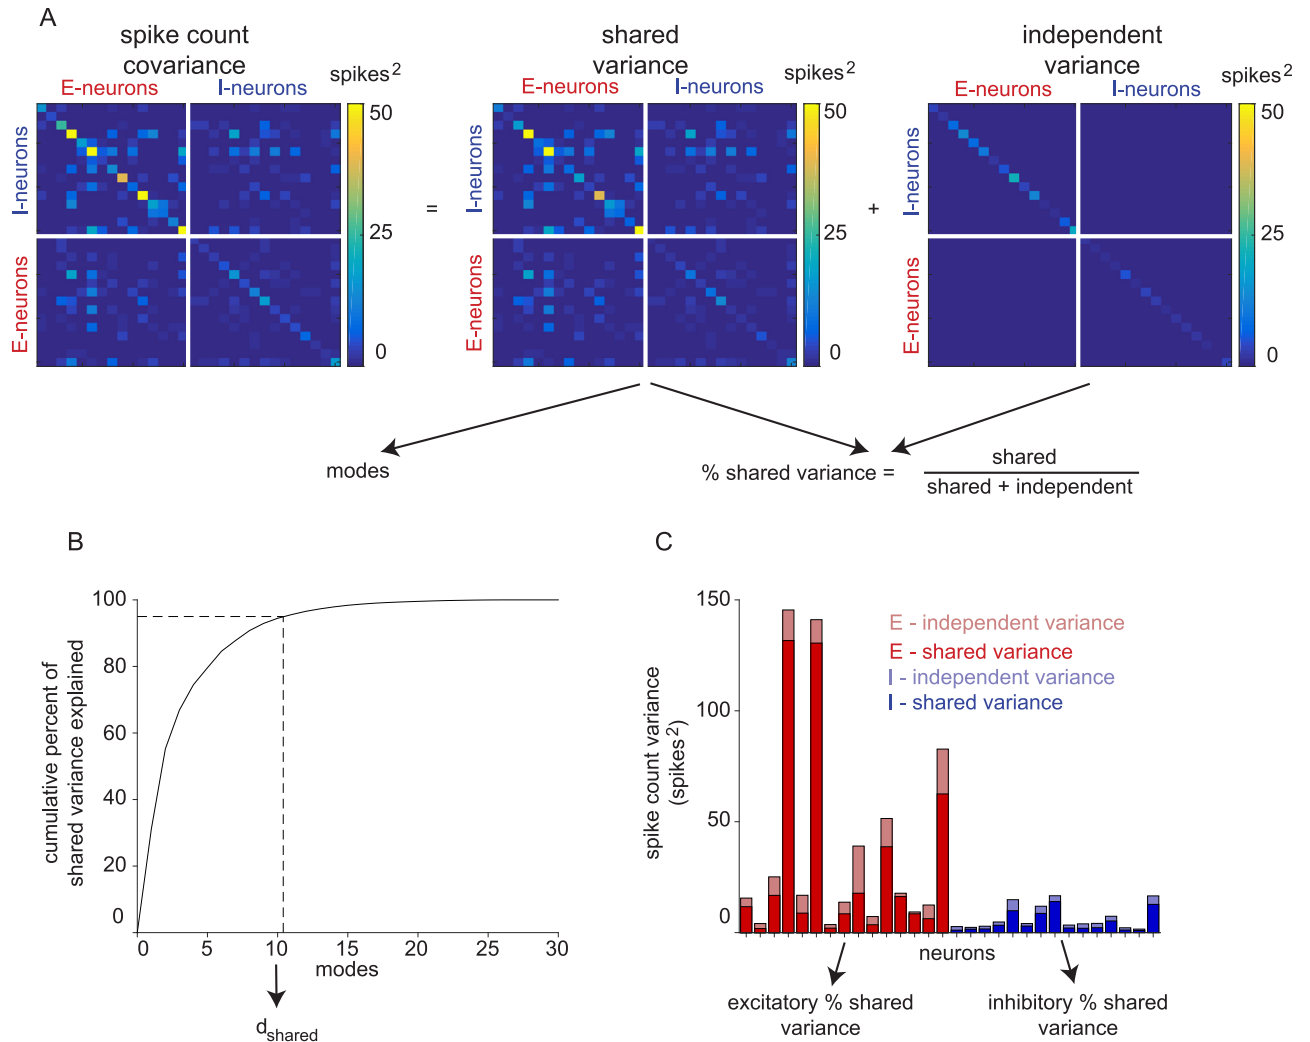 A
spike count
covariance
shared
variance
independent
variance
E-neurons
I-neurons
spikes²
E-neurons
I-neurons
spikes²
E-neurons
I-neurons
spikes²
I-neurons
E-neurons
50
25
0
=
I-neurons
E-neurons
50
25
0
+
I-neurons
E-neurons
50
25
0
modes
% shared variance =
shared
shared + independent
B
cumulative percent of
shared variance explained
100
80
60
40
20
0
0
5
10
15
20
25
30
modes
d_shared
C
spike count variance
(spikes²)
150
100
50
0
E - independent variance
E - shared variance
I - independent variance
I - shared variance
neurons
excitatory % shared
variance
inhibitory % shared
variance